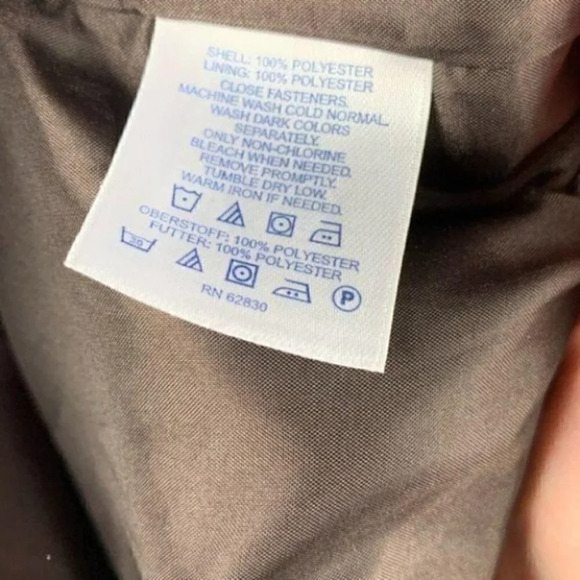 SHELL: 100% POLYESTER
LINING: 100% POLYESTER
CLOSE FASTENERS.
MACHINE WASH COLD NORMAL.
WASH DARK COLORS
SEPARATELY.
ONLY NON-CHLORINE
BLEACH WHEN NEEDED.
REMOVE PROMPTLY.
TUMBLE DRY LOW.
WARM IRON IF NEEDED.
OBERSTOFF: 100% POLYESTER
FUTTER: 100% POLYESTER
30
P
RN 62830